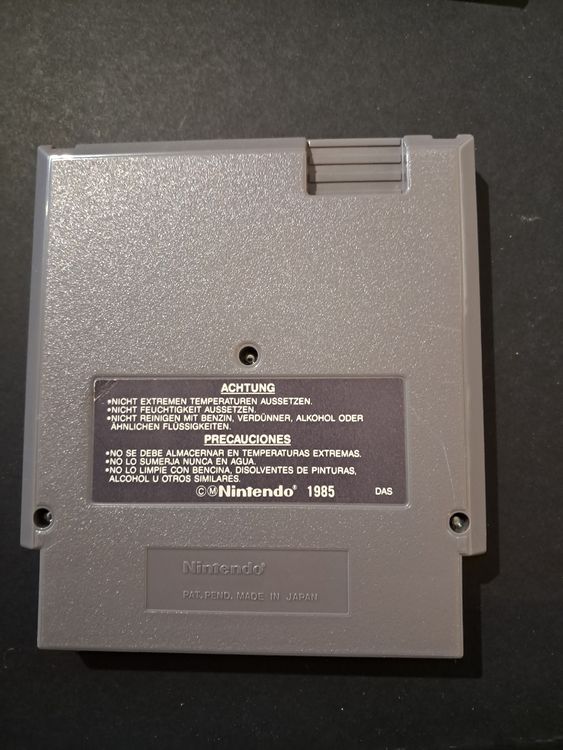 ACHTUNG
•NICHT EXTREMEN TEMPERATUREN AUSSETZEN.
•NICHT FEUCHTIGKEIT AUSSETZEN.
•NICHT REINIGEN MIT BENZIN, VERDÜNNER, ALKOHOL ODER
ÄHNLICHEN FLÜSSIGKEITEN.
PRECAUCIONES
•NO SE DEBE ALMACERNAR EN TEMPERATURAS EXTREMAS.
•NO LO SUMERJA NUNCA EN AGUA.
•NO LO LIMPIE CON BENCINA, DISOLVENTES DE PINTURAS,
ALCOHOL U OTROS SIMILARES.
©Ⓜ Nintendo® 1985 DAS
Nintendo®
PAT. PEND. MADE IN JAPAN